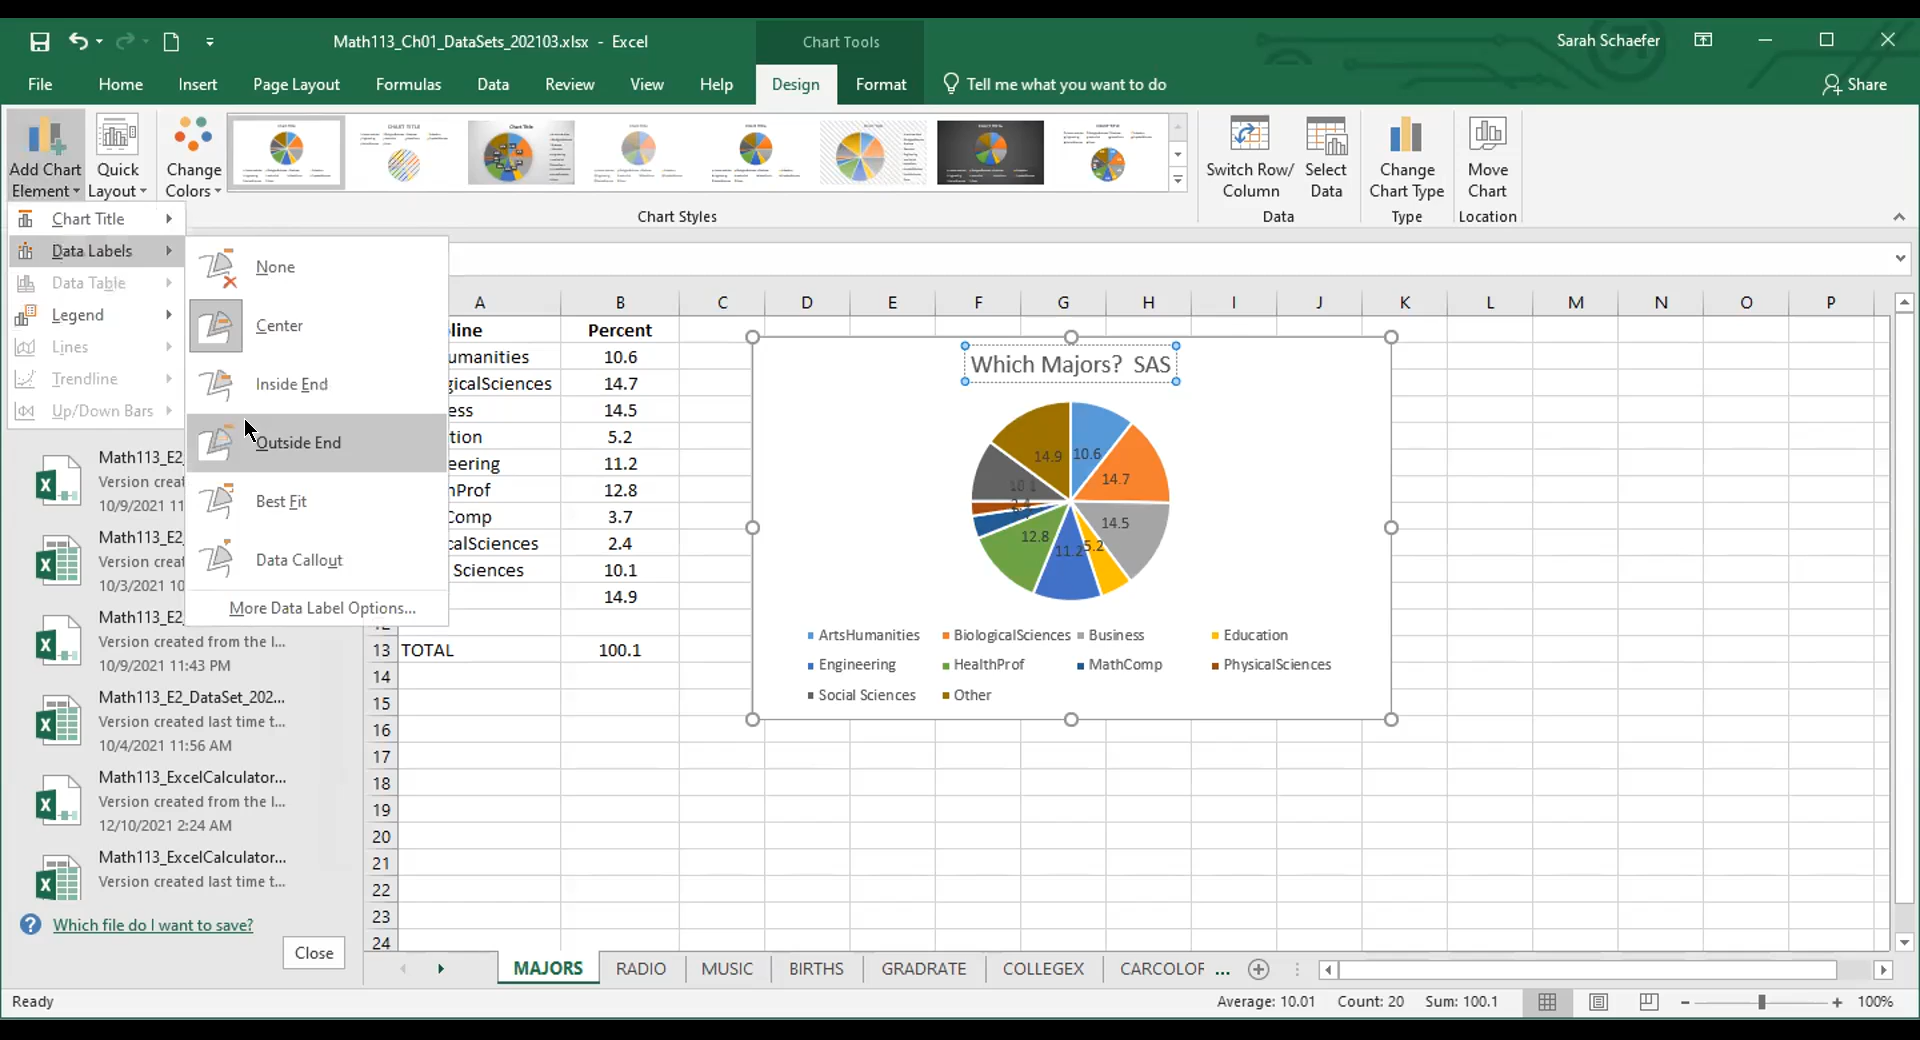 Math113_Ch01_DataSets_202103.xlsx - Excel
Chart Tools
Sarah Schaefer
File
Home
Insert
Page Layout
Formulas
Data
Review
View
Help
Design
Format
Tell me what you want to do
Share
Add Chart
Element
Quick
Layout
Change
Colors
Switch Row/
Column
Select
Data
Change
Chart Type
Move
Chart
Chart Styles
Data
Type
Location
Chart Title
Data Labels
Data Table
Legend
Lines
Trendline
Up/Down Bars
None
Center
Inside End
Outside End
Best Fit
Data Callout
More Data Label Options...
Math113_E2_
Version creat
10/9/2021 11
Math113_E2_
Version creat
10/3/2021 10
Math113_E2_
Version created from the l...
10/9/2021 11:43 PM
Math113_E2_DataSet_202...
Version created last time t...
10/4/2021 11:56 AM
Math113_ExcelCalculator...
Version created from the l...
12/10/2021 2:24 AM
Math113_ExcelCalculator...
Version created last time t...
Which file do I want to save?
Close
A B C D E F G H I J K L M N O P
line Percent
umanities 10.6
gicalSciences 14.7
ess 14.5
tion 5.2
eering 11.2
nProf 12.8
Comp 3.7
calSciences 2.4
Sciences 10.1
14.9
13 TOTAL 100.1
14
15
16
17
18
19
20
21
22
23
24
Which Majors? SAS
14.9 10.6
14.7
10.1
2.4
14.5
12.8
11.2
5.2
ArtsHumanities BiologicalSciences Business Education
Engineering HealthProf MathComp PhysicalSciences
Social Sciences Other
MAJORS RADIO MUSIC BIRTHS GRADRATE COLLEGEX CARCOLOF ...
Ready
Average: 10.01 Count: 20 Sum: 100.1
100%